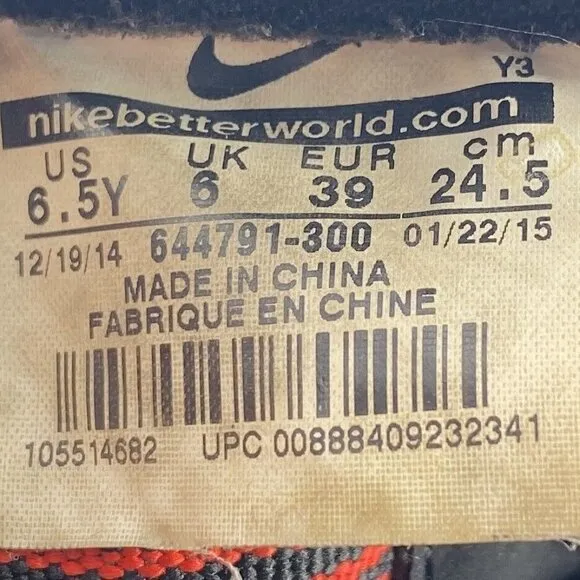 Y3
nikebetterworld.com
US UK EUR cm
6.5Y 6 39 24.5
12/19/14 644791-300 01/22/15
MADE IN CHINA
FABRIQUE EN CHINE
105514682 UPC 00888409232341